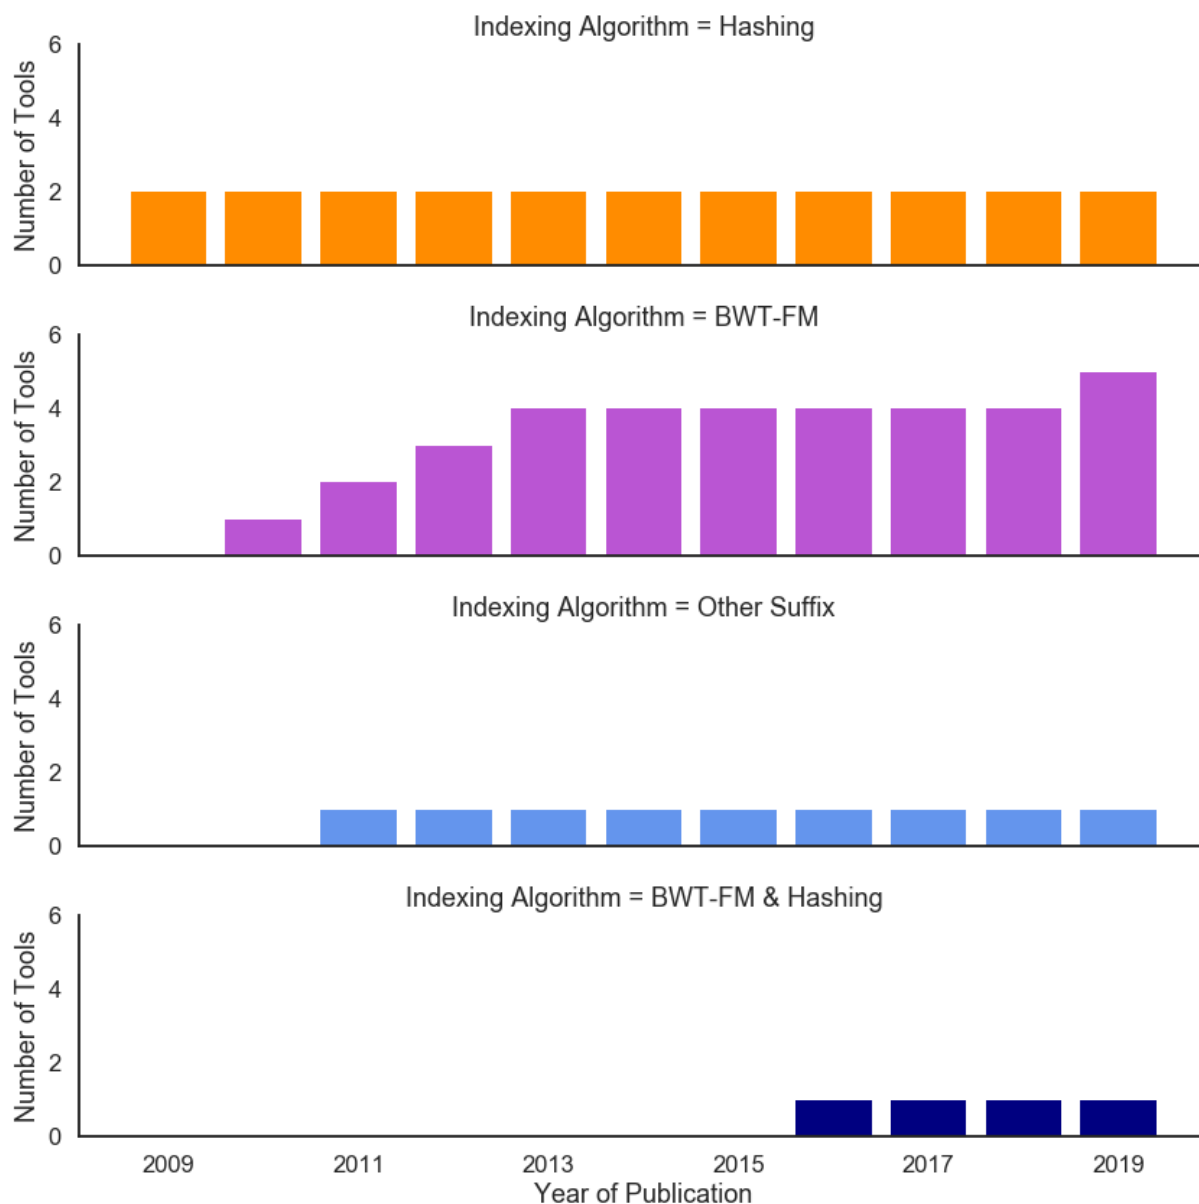 Indexing Algorithm = Hashing
Number of Tools
6
4
2
0
Indexing Algorithm = BWT-FM
Number of Tools
6
4
2
0
Indexing Algorithm = Other Suffix
Number of Tools
6
4
2
0
Indexing Algorithm = BWT-FM & Hashing
Number of Tools
6
4
2
0
2009 2011 2013 2015 2017 2019
Year of Publication